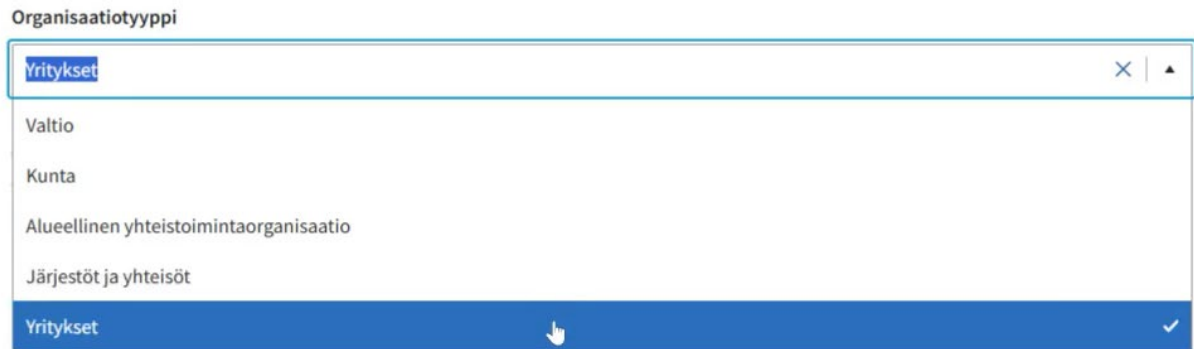 Organisaatiotyyppi
Yritykset
Valtio
Kunta
Alueellinen yhteistoimintaorganisaatio
Järjestöt ja yhteisöt
Yritykset